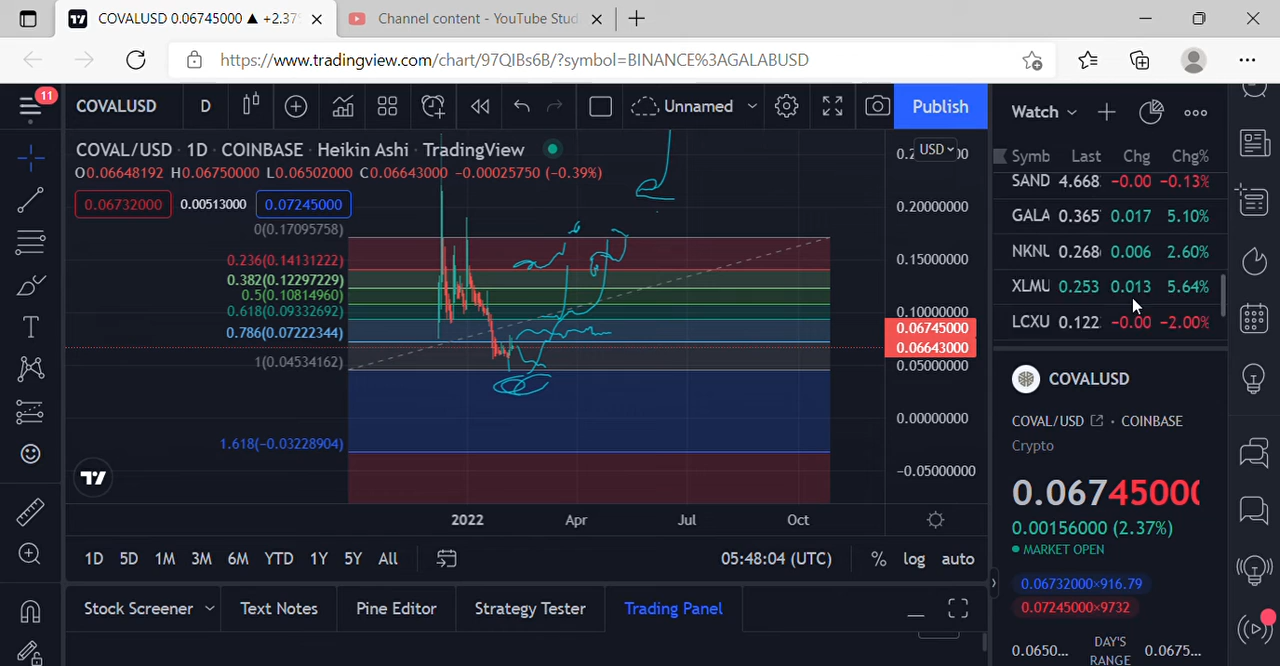 COVALUSD 0.06745000 ▲ +2.37
Channel content - YouTube Stud
https://www.tradingview.com/chart/97QIBs6B/?symbol=BINANCE%3AGALABUSD
11
COVALUSD D Unnamed Publish
Watch
COVAL/USD · 1D · COINBASE · Heikin Ashi · TradingView
O0.06648192 H0.06750000 L0.06502000 C0.06643000 -0.00025750 (-0.39%)
0.06732000 0.00513000 0.07245000
USD
0.20000000
0.15000000
0.10000000
0.06745000
0.06643000
0.05000000
0.00000000
-0.05000000
0(0.17095758)
0.236(0.14131222)
0.382(0.12297229)
0.5(0.10814960)
0.618(0.09332692)
0.786(0.07222344)
1(0.04534162)
1.618(-0.03228904)
2022 Apr Jul Oct
1D 5D 1M 3M 6M YTD 1Y 5Y All 05:48:04 (UTC) % log auto
Stock Screener Text Notes Pine Editor Strategy Tester Trading Panel
Symb Last Chg Chg%
SAND 4.668 -0.00 -0.13%
GALA 0.365 0.017 5.10%
NKNU 0.268 0.006 2.60%
XLMU 0.253 0.013 5.64%
LCXU 0.122 -0.00 -2.00%
COVALUSD
COVAL/USD · COINBASE
Crypto
0.06745000
0.00156000 (2.37%)
MARKET OPEN
0.06732000×916.79
0.07245000×9732
0.0650... DAY'S RANGE 0.0675...